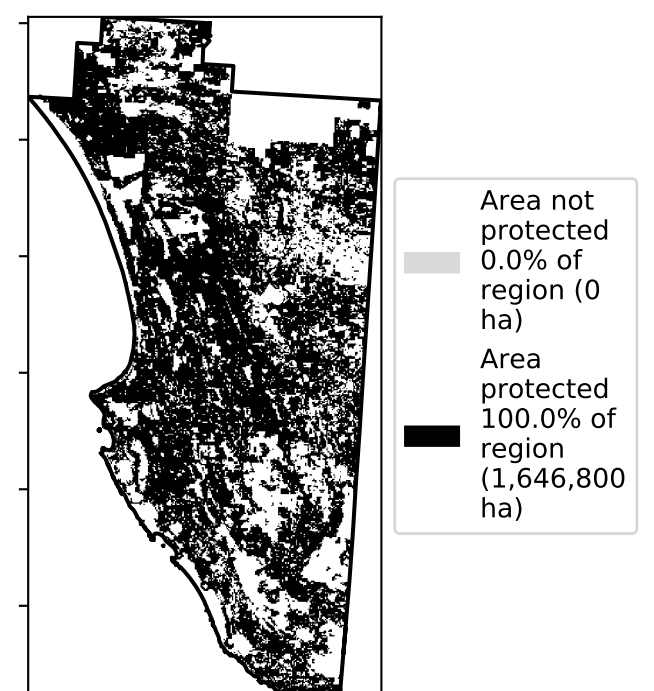 Area not
protected
0.0% of
region (0
ha)
Area
protected
100.0% of
region
(1,646,800
ha)